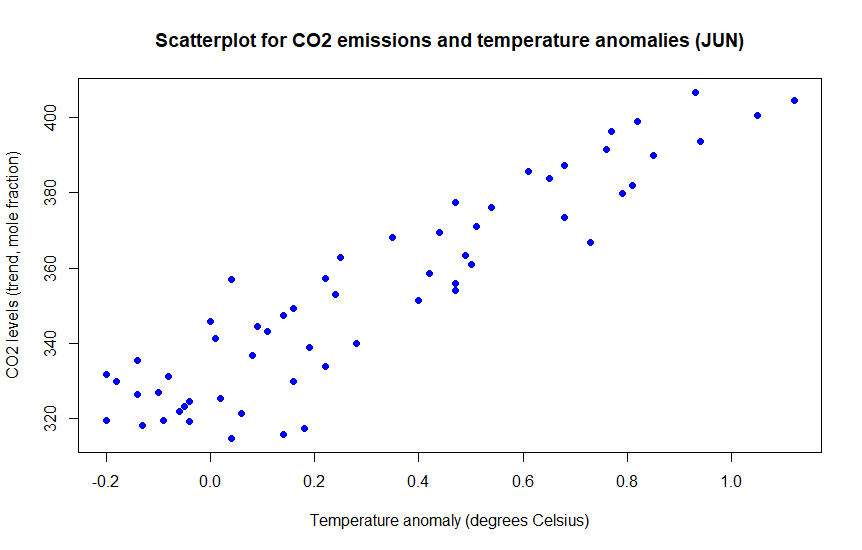 Scatterplot for CO2 emissions and temperature anomalies (JUN)
CO2 levels (trend, mole fraction)
400
380
360
340
320
-0.2 0.0 0.2 0.4 0.6 0.8 1.0
Temperature anomaly (degrees Celsius)